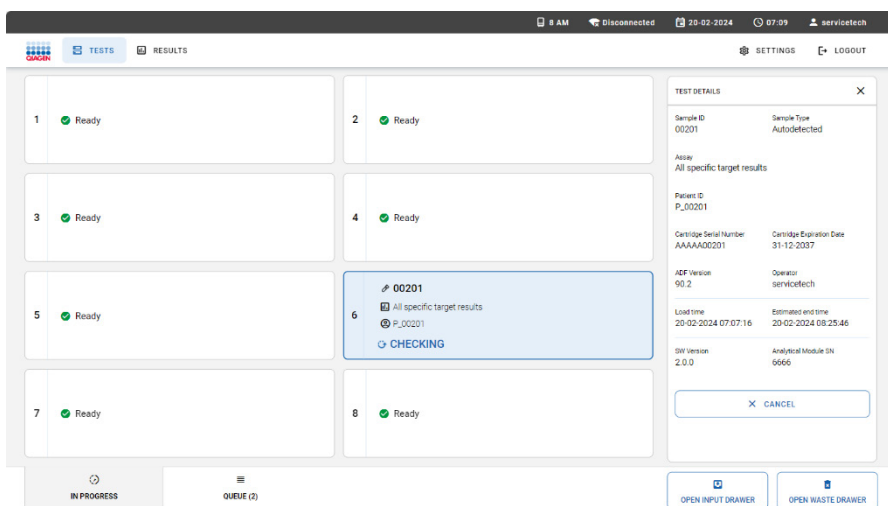 8 AM Disconnected 20-02-2024 07:09 servicetech
QIAGEN TESTS RESULTS SETTINGS LOGOUT
1 Ready
2 Ready
3 Ready
4 Ready
5 Ready
6
00201
All specific target results
P_00201
CHECKING
7 Ready
8 Ready
TEST DETAILS
Sample ID Sample Type
00201 Autodetected
Assay
All specific target results
Patient ID
P_00201
Cartridge Serial Number Cartridge Expiration Date
AAAAA00201 31-12-2037
ADF Version Operator
90.2 servicetech
Load time Estimated end time
20-02-2024 07:07:16 20-02-2024 08:25:46
SW Version Analytical Module SN
2.0.0 6666
CANCEL
IN PROGRESS QUEUE (2)
OPEN INPUT DRAWER OPEN WASTE DRAWER